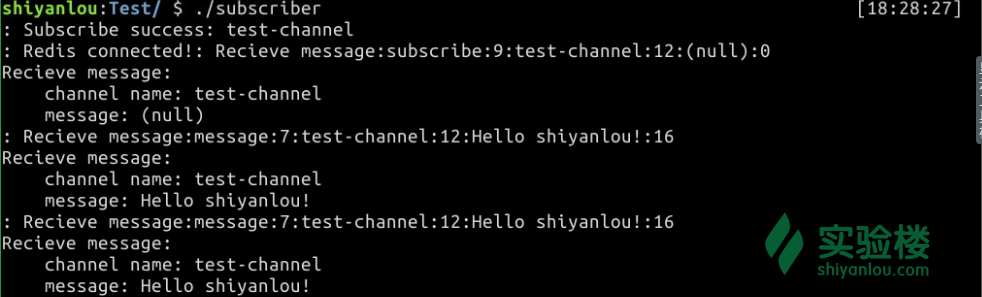 shiyanlou:Test/ $ ./subscriber [18:28:27]
: Subscribe success: test-channel
: Redis connected!: Recieve message:subscribe:9:test-channel:12:(null):0
Recieve message:
    channel name: test-channel
    message: (null)
: Recieve message:message:7:test-channel:12:Hello shiyanlou!:16
Recieve message:
    channel name: test-channel
    message: Hello shiyanlou!
: Recieve message:message:7:test-channel:12:Hello shiyanlou!:16
Recieve message:
    channel name: test-channel
    message: Hello shiyanlou!
实验楼
shiyanlou.com